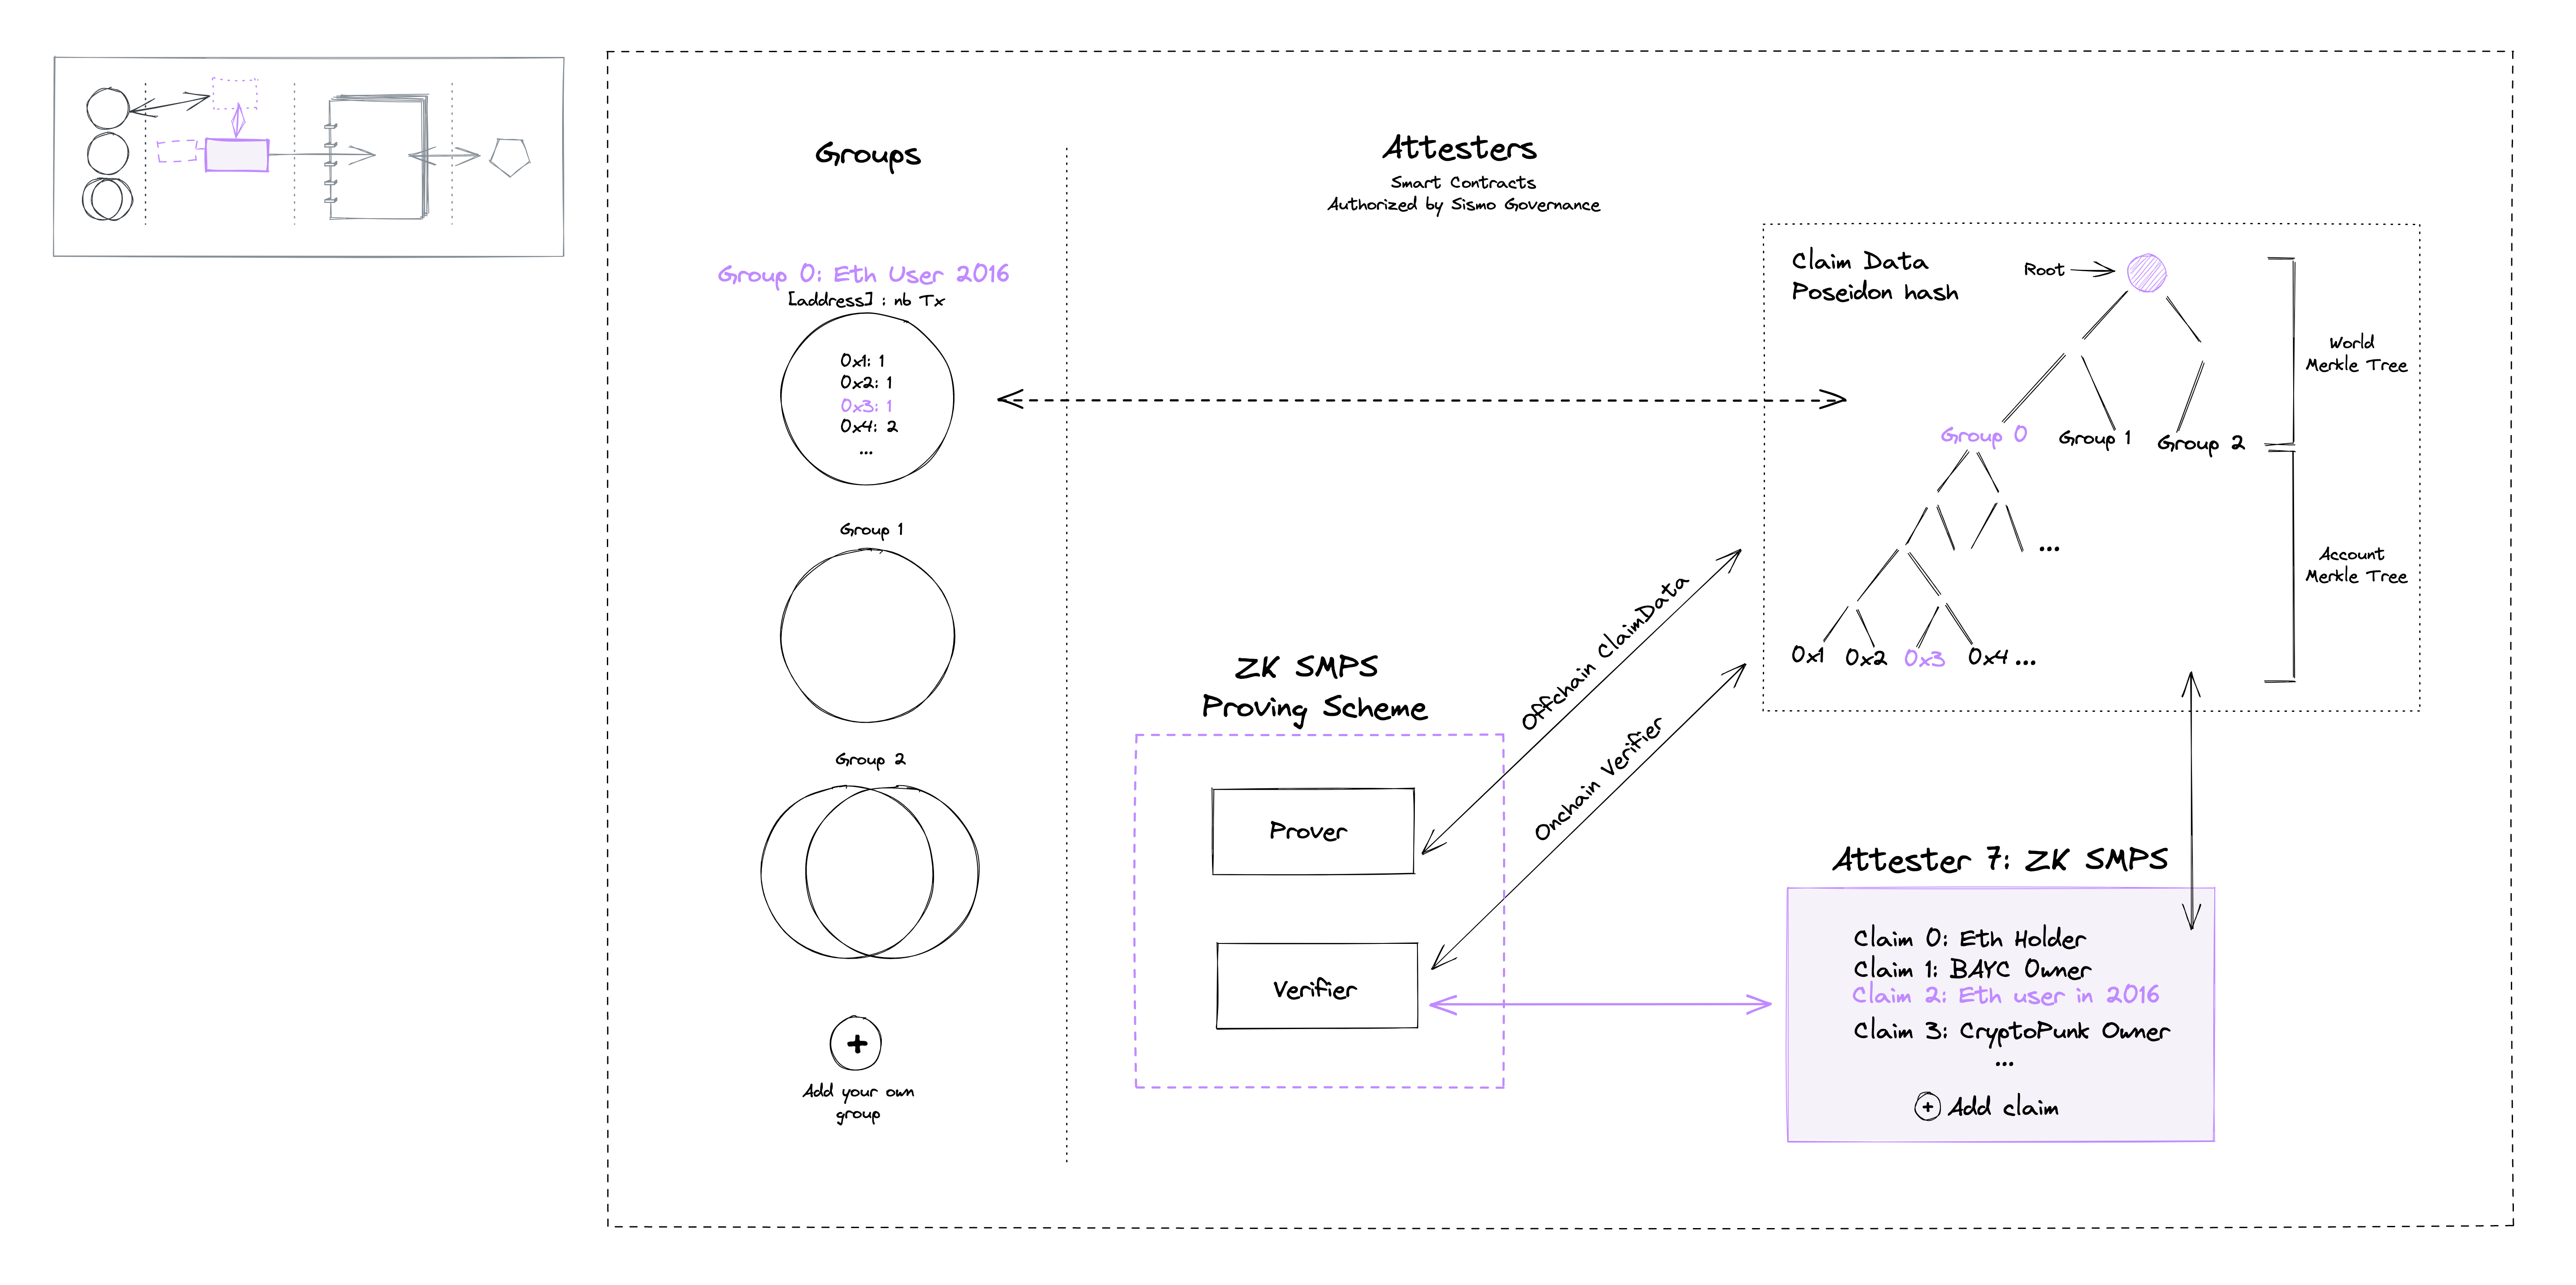 Groups
Attesters
Smart Contracts
Authorized by Sismo Governance
Group 0: Eth User 2016
[address] : nb Tx
0x1: 1
0x2: 1
0x3: 1
0x4: 2
...
Group 1
Group 2
+
Add your own
group
ZK SMPS
Proving Scheme
Prover
Verifier
Offchain ClaimData
Onchain Verifier
Claim Data
Poseidon hash
Root
World
Merkle Tree
Group 0
Group 1
Group 2
...
Account
Merkle Tree
0x1
0x2
0x3
0x4 ...
Attester 7: ZK SMPS
Claim 0: Eth Holder
Claim 1: BAYC Owner
Claim 2: Eth user in 2016
Claim 3: CryptoPunk Owner
...
+ Add claim